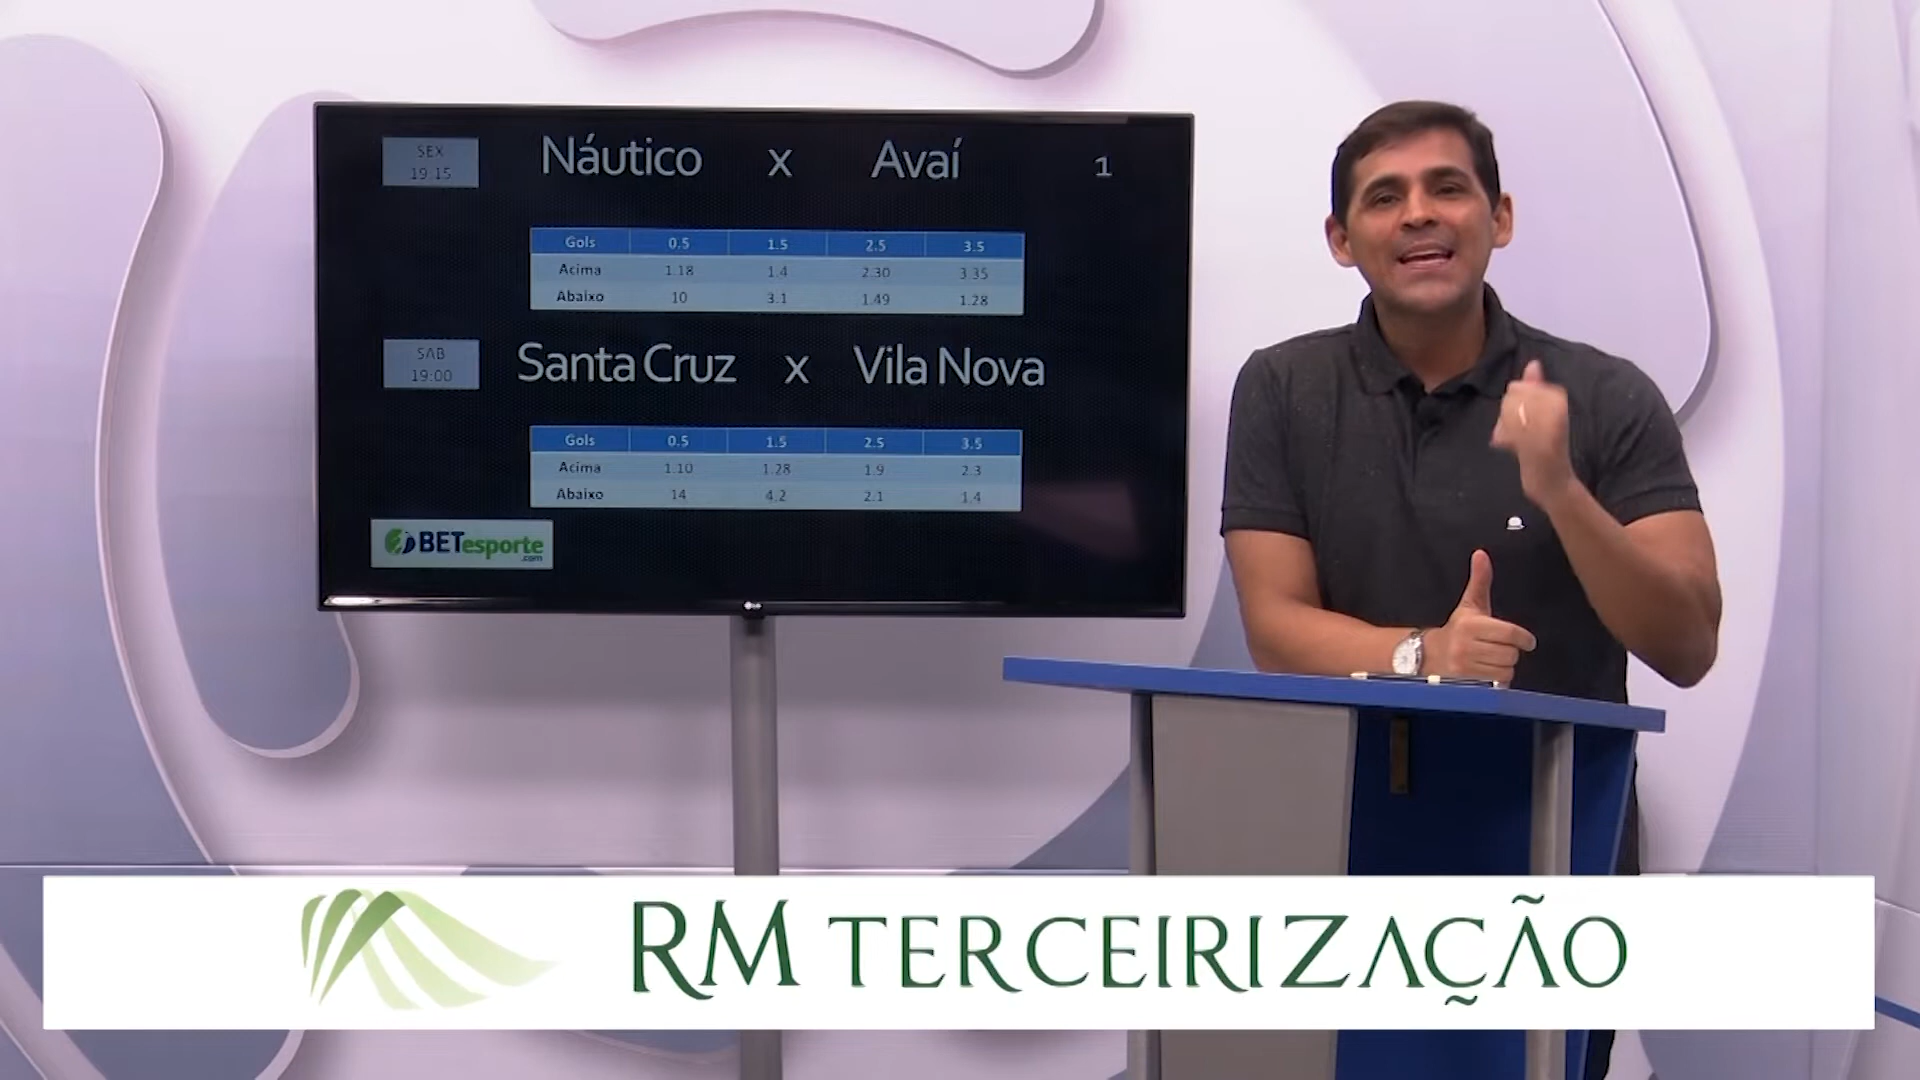 SEX
19:15
Náutico x Avaí 1
Gols 0.5 1.5 2.5 3.5
Acima 1.18 1.4 2.30 3.35
Abaixo 10 3.1 1.49 1.28
SAB
19:00
Santa Cruz x Vila Nova
Gols 0.5 1.5 2.5 3.5
Acima 1.10 1.28 1.9 2.3
Abaixo 14 4.2 2.1 1.4
BETesporte
.com
LG
RM TERCEIRIZAÇÃO